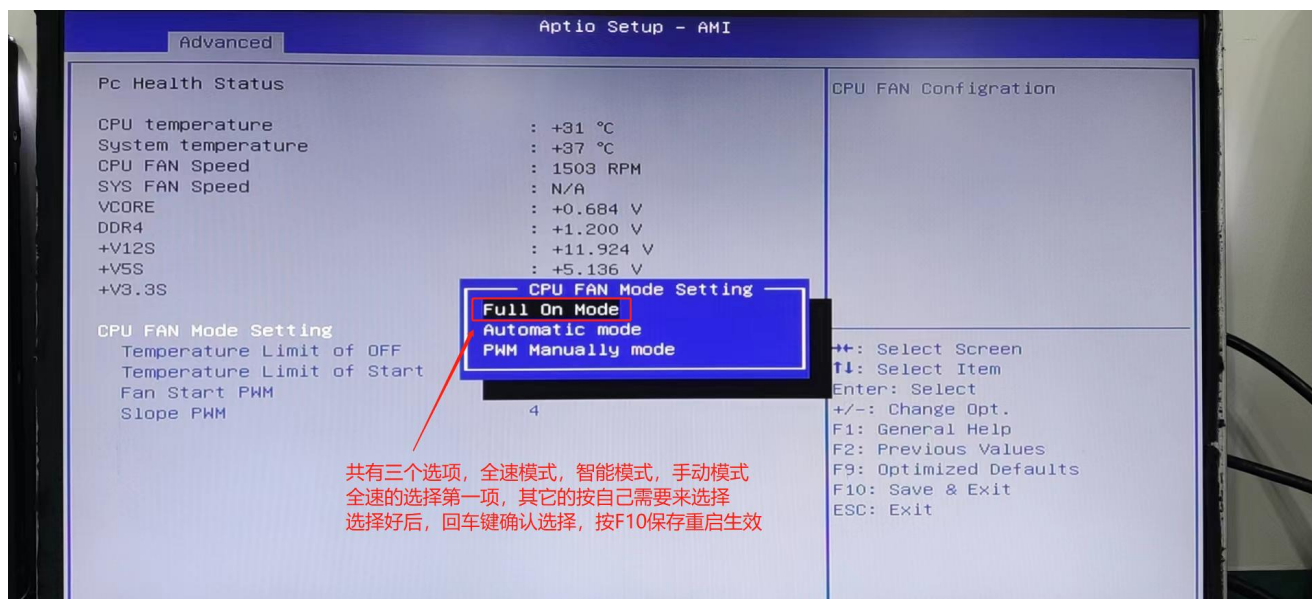 Aptio Setup - AMI
Advanced
Pc Health Status
CPU temperature : +31 °C
System temperature : +37 °C
CPU FAN Speed : 1503 RPM
SYS FAN Speed : N/A
VCORE : +0.684 V
DDR4 : +1.200 V
+V12S : +11.924 V
+V5S : +5.136 V
+V3.3S
CPU FAN Mode Setting
Temperature Limit of OFF
Temperature Limit of Start
Fan Start PWM
Slope PWM 4
CPU FAN Mode Setting
Full On Mode
Automatic mode
PWM Manually mode
CPU FAN Configration
→←: Select Screen
↑↓: Select Item
Enter: Select
+/-: Change Opt.
F1: General Help
F2: Previous Values
F9: Optimized Defaults
F10: Save & Exit
ESC: Exit
共有三个选项，全速模式，智能模式，手动模式
全速的选择第一项，其它的按自己需要来选择
选择好后，回车键确认选择，按F10保存重启生效